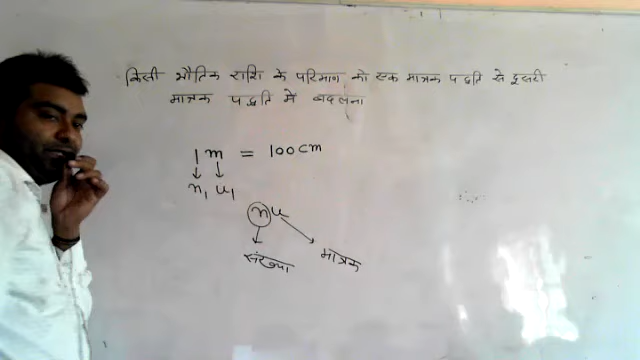 किसी भौतिक राशि के परिमाण को एक मात्रक पद्धति से दूसरी
मात्रक पद्धति में बदलना
1 m = 100 cm
↓ ↓
n₁ u₁
n u
संख्या मात्रक